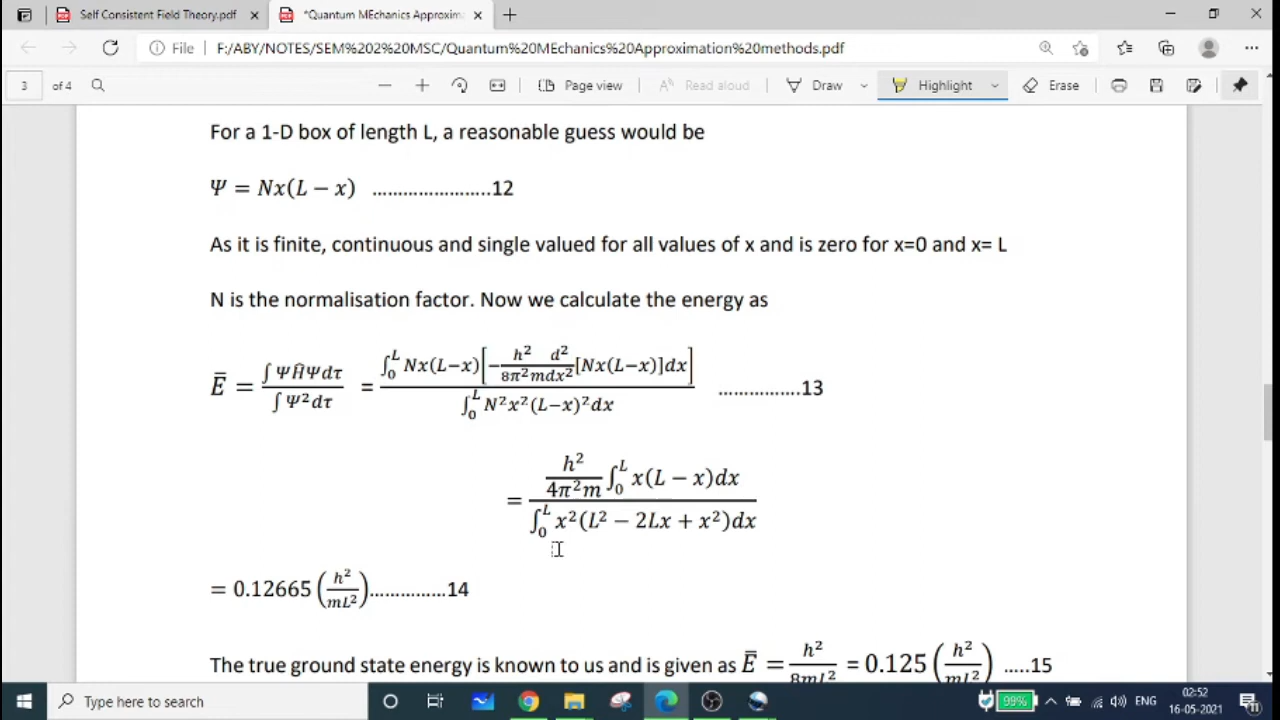 Self Consistent Field Theory.pdf
*Quantum MEchanics Approxim
File F:/ABY/NOTES/SEM%202%20MSC/Quantum%20MEchanics%20Approximation%20methods.pdf
3 of 4 Page view Read aloud Draw Highlight Erase
For a 1-D box of length L, a reasonable guess would be
Ψ = Nx(L − x) ........................12
As it is finite, continuous and single valued for all values of x and is zero for x=0 and x= L
N is the normalisation factor. Now we calculate the energy as
Ē = ∫ΨĤΨdτ / ∫Ψ²dτ = ∫₀ᴸ Nx(L−x)[−h²/8π²m d²/dx² [Nx(L−x)]dx] / ∫₀ᴸ N²x²(L−x)²dx ................13
= h²/4π²m ∫₀ᴸ x(L − x)dx / ∫₀ᴸ x²(L² − 2Lx + x²)dx
= 0.12665 (h²/mL²)...............14
The true ground state energy is known to us and is given as Ē = h²/8mL² = 0.125 (h²/mL²) .....15
Type here to search
99%
ENG
02:52
16-05-2021
11